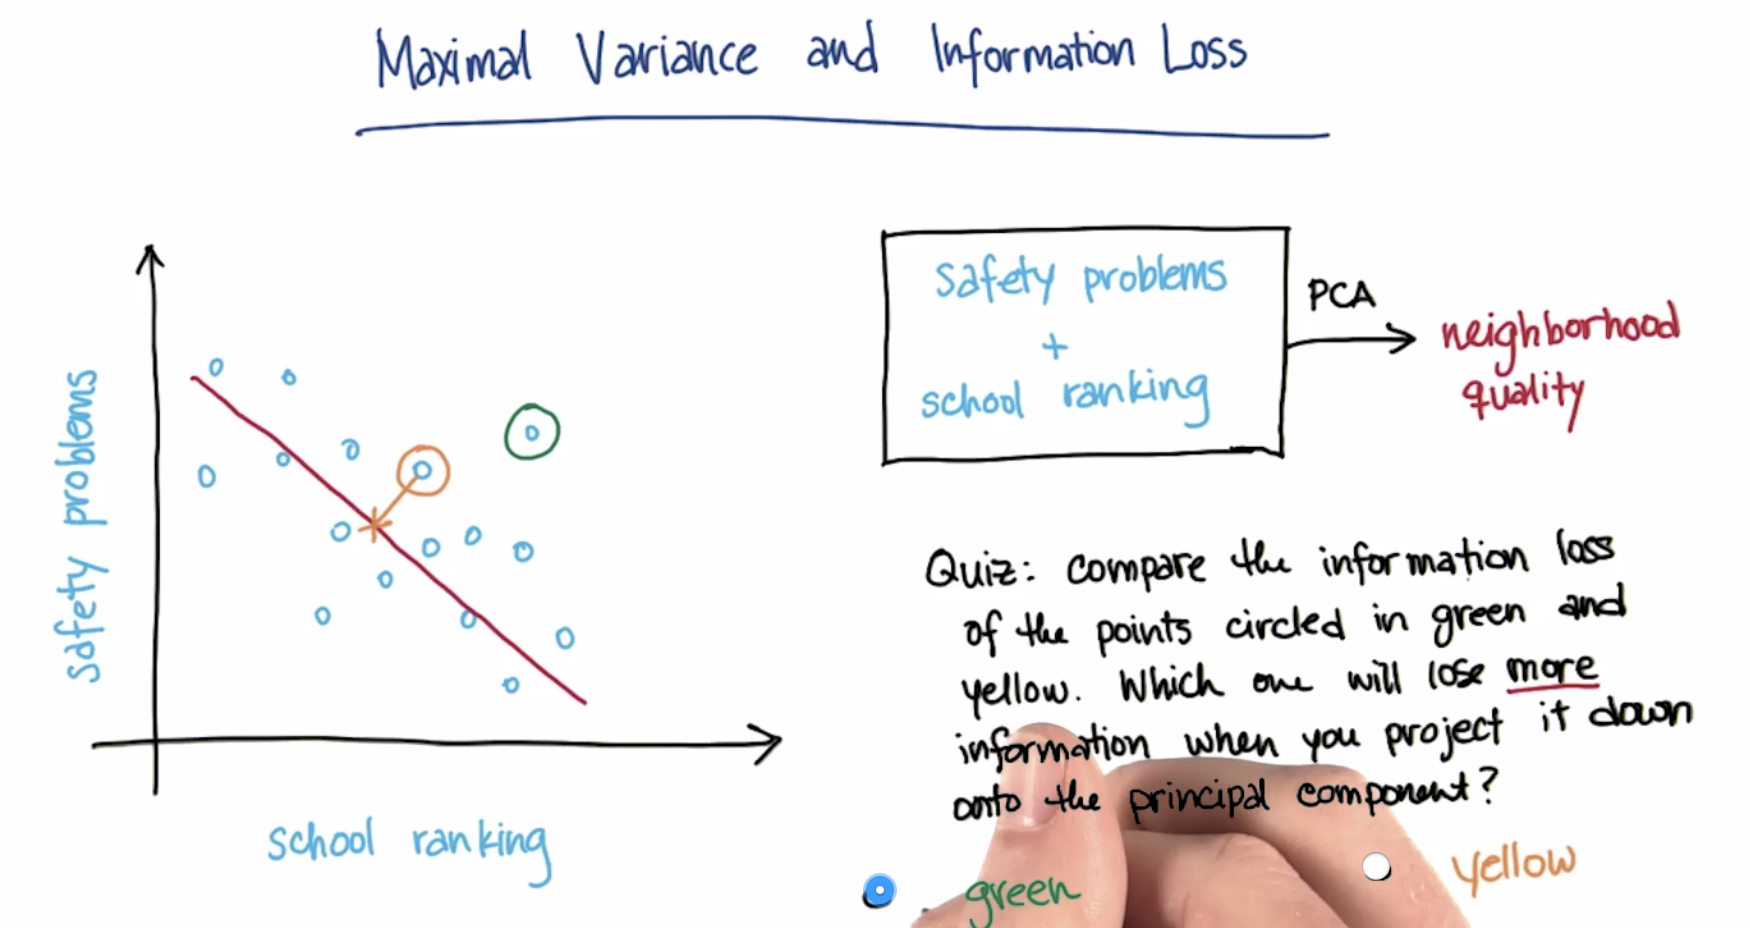 Maximal Variance and Information Loss
safety problems
school ranking
safety problems
+
school ranking
PCA
neighborhood
quality
Quiz: compare the information loss
of the points circled in green and
yellow. Which one will lose more
information when you project it down
onto the principal component?
green
yellow